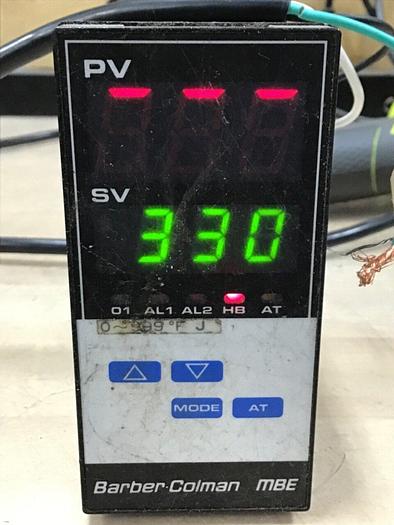 PV
SV
330
O1 AL1 AL2 HB AT
0~999°F J
MODE AT
Barber-Colman MBE